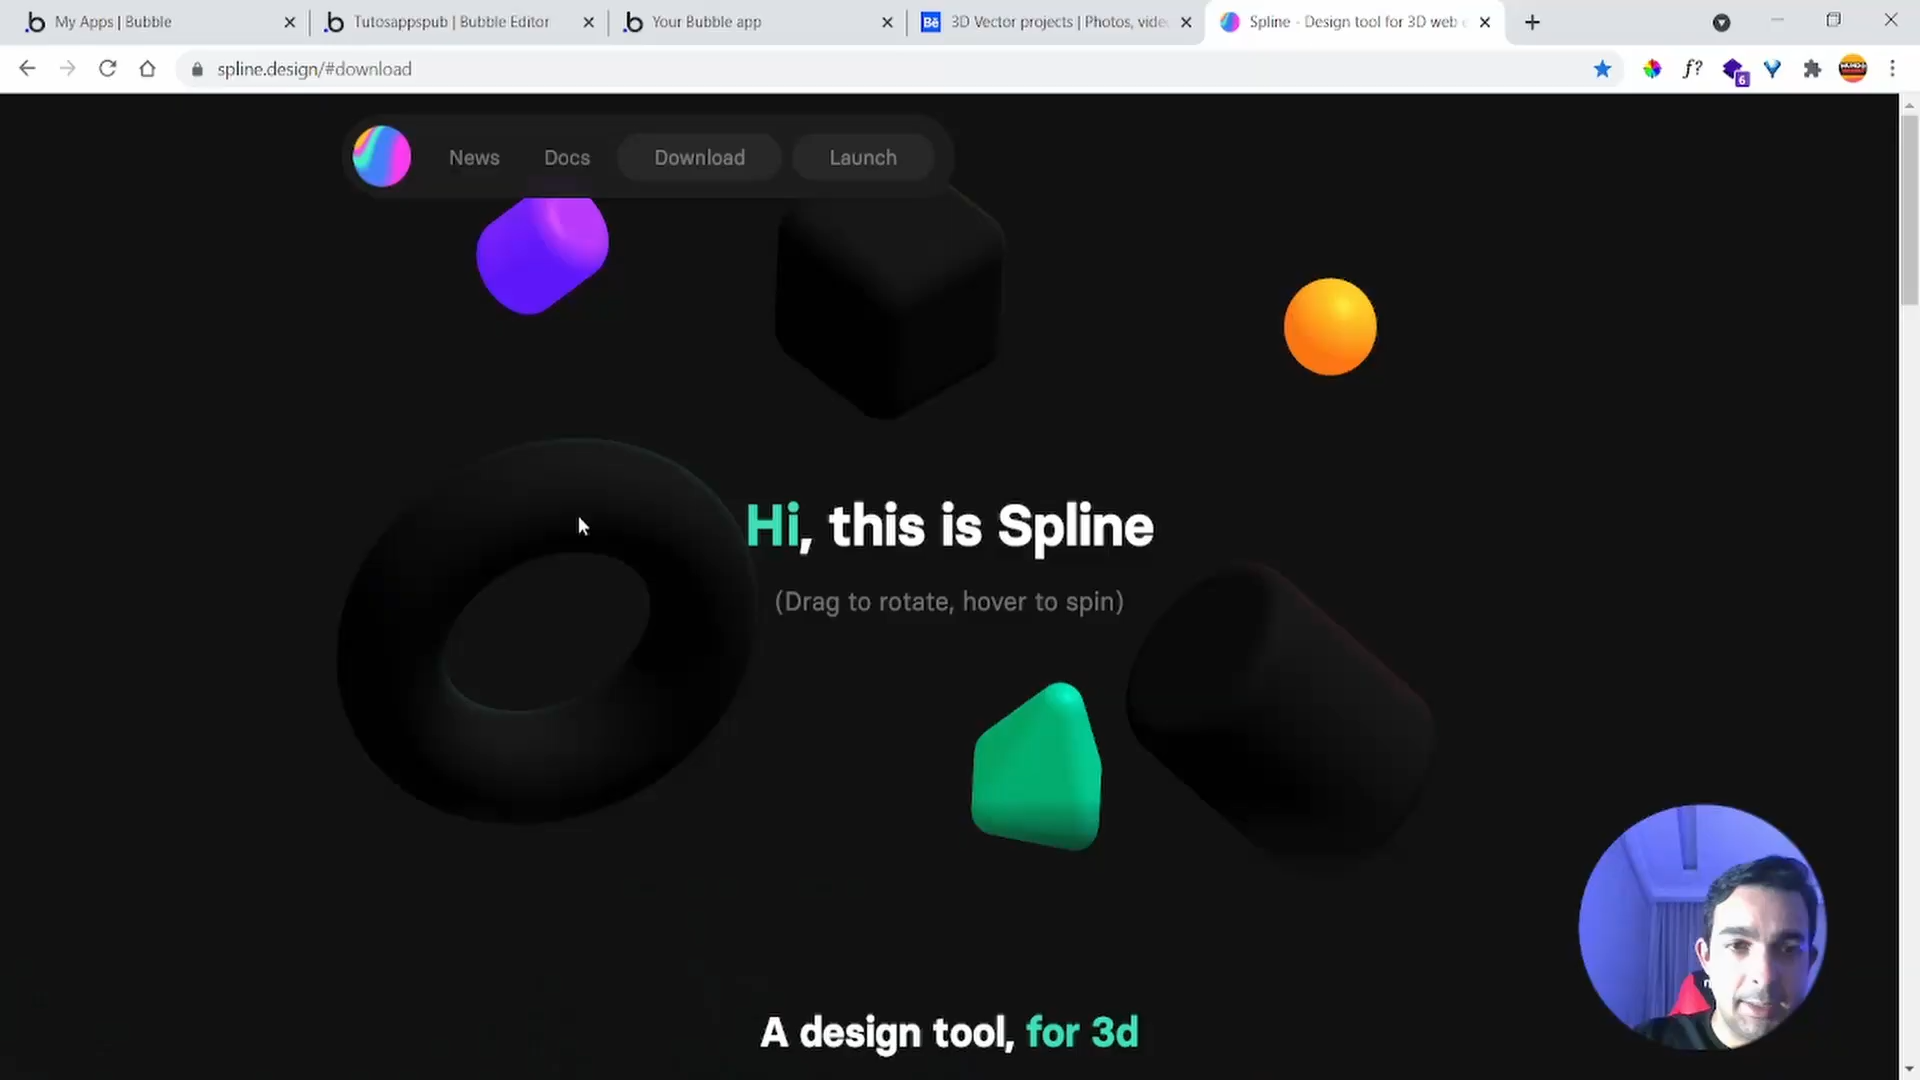 My Apps | Bubble
Tutosappspub | Bubble Editor
Your Bubble app
Bē 3D Vector projects | Photos, vide
Spline - Design tool for 3D web
spline.design/#download
f?
6
News
Docs
Download
Launch
Hi, this is Spline
(Drag to rotate, hover to spin)
A design tool, for 3d